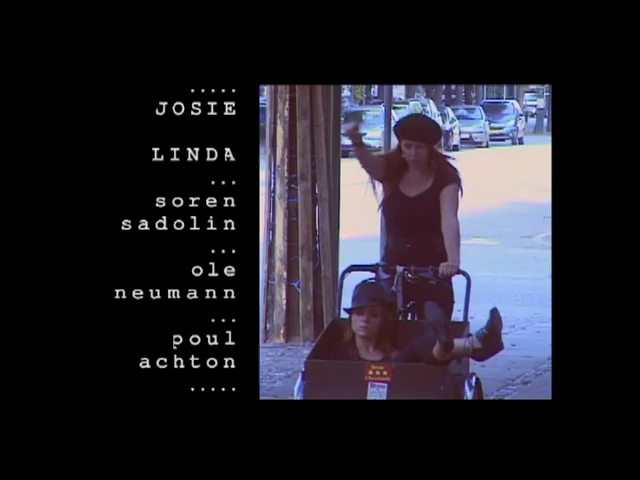 .....
JOSIE
LINDA
...
soren
sadolin
...
ole
neumann
...
poul
achton
.....